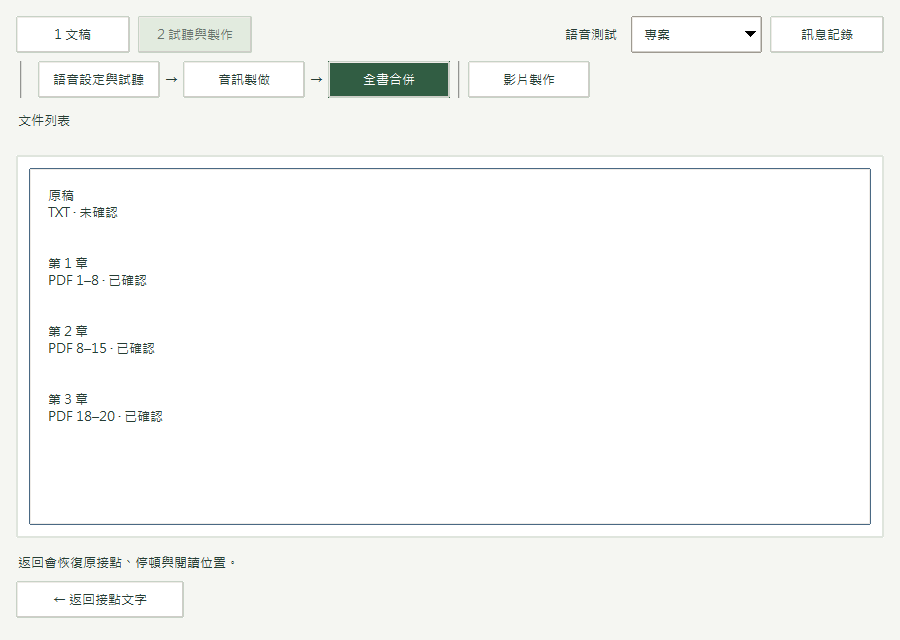 1 文稿
2 試聽與製作
語音測試
專案
訊息記錄
語音設定與試聽
→
音訊製做
→
全書合併
影片製作
文件列表
原稿
TXT · 未確認
第 1 章
PDF 1–8 · 已確認
第 2 章
PDF 8–15 · 已確認
第 3 章
PDF 18–20 · 已確認
返回會恢復原接點、停頓與閱讀位置。
← 返回接點文字